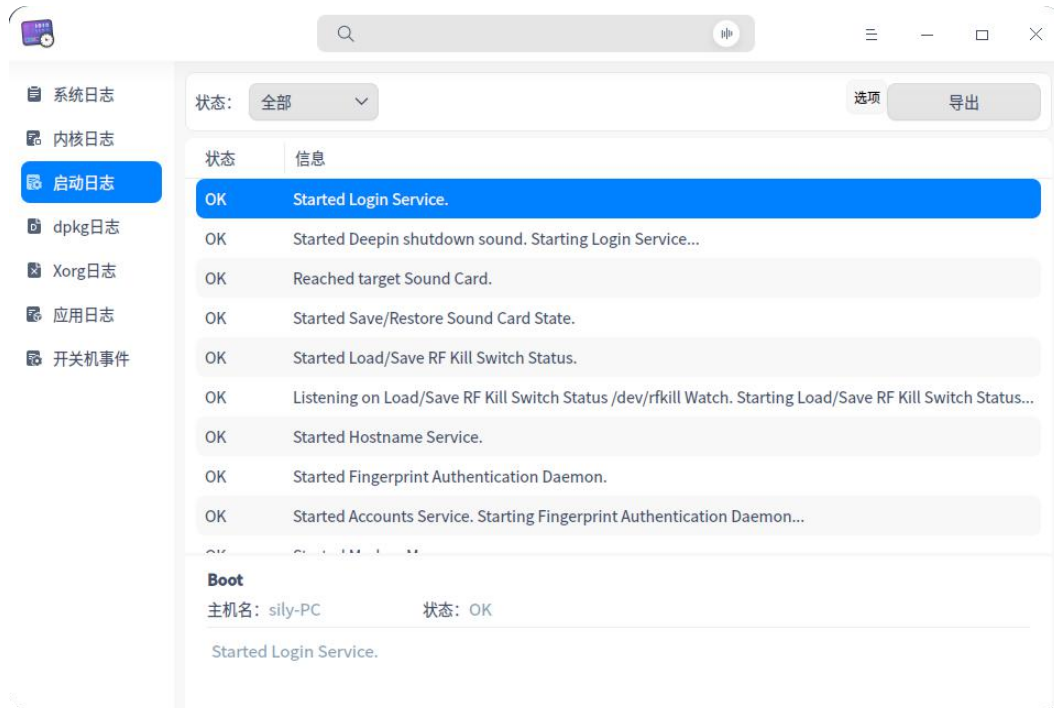 系统日志
内核日志
启动日志
dpkg日志
Xorg日志
应用日志
开关机事件
状态： 全部 选项 导出
状态 信息
OK Started Login Service.
OK Started Deepin shutdown sound. Starting Login Service...
OK Reached target Sound Card.
OK Started Save/Restore Sound Card State.
OK Started Load/Save RF Kill Switch Status.
OK Listening on Load/Save RF Kill Switch Status /dev/rfkill Watch. Starting Load/Save RF Kill Switch Status...
OK Started Hostname Service.
OK Started Fingerprint Authentication Daemon.
OK Started Accounts Service. Starting Fingerprint Authentication Daemon...
Boot
主机名： sily-PC 状态： OK
Started Login Service.